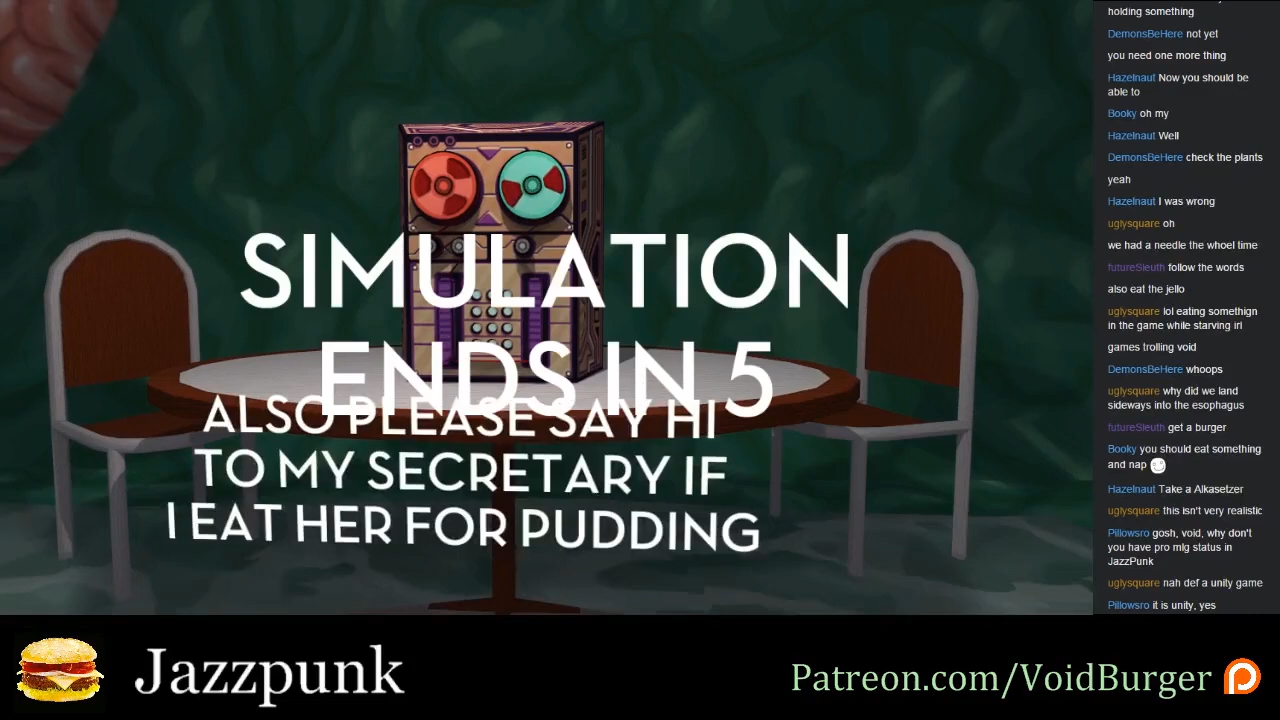 SIMULATION
ENDS IN 5
ALSO PLEASE SAY HI
TO MY SECRETARY IF
I EAT HER FOR PUDDING
holding something
DemonsBeHere not yet
you need one more thing
Hazelnaut Now you should be
able to
Booky oh my
Hazelnaut Well
DemonsBeHere check the plants
yeah
Hazelnaut I was wrong
uglysquare oh
we had a needle the whoel time
futureSleuth follow the words
also eat the jello
uglysquare lol eating somethign
in the game while starving irl
games trolling void
DemonsBeHere whoops
uglysquare why did we land
sideways into the esophagus
futureSleuth get a burger
Booky you should eat something
and nap
Hazelnaut Take a Alkasetzer
uglysquare this isn't very realistic
Pillowsro gosh, void, why don't
you have pro mlg status in
JazzPunk
uglysquare nah def a unity game
Pillowsro it is unity, yes
Jazzpunk
Patreon.com/VoidBurger